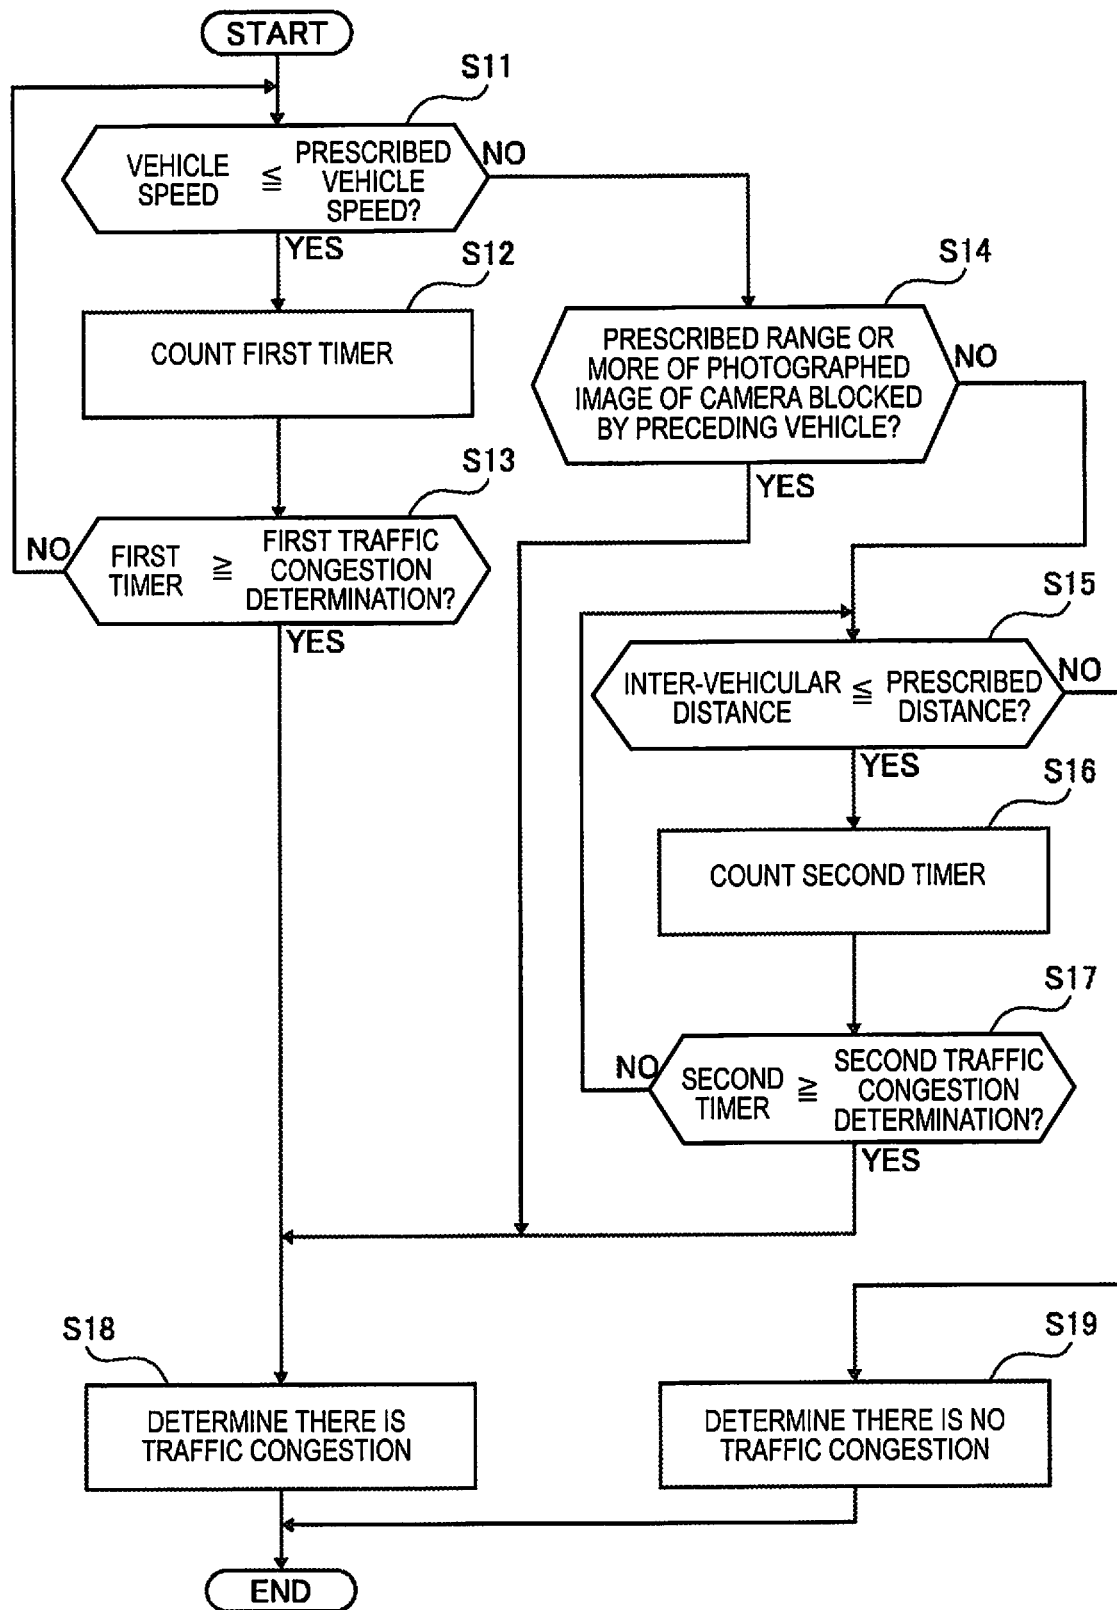 START
S11
VEHICLE SPEED ≦ PRESCRIBED VEHICLE SPEED?
NO
YES
S12
COUNT FIRST TIMER
S14
PRESCRIBED RANGE OR
MORE OF PHOTOGRAPHED
IMAGE OF CAMERA BLOCKED
BY PRECEDING VEHICLE?
NO
YES
S13
FIRST TIMER ≧ FIRST TRAFFIC CONGESTION DETERMINATION?
NO
YES
S15
INTER-VEHICULAR DISTANCE ≦ PRESCRIBED DISTANCE?
NO
YES
S16
COUNT SECOND TIMER
S17
SECOND TIMER ≧ SECOND TRAFFIC CONGESTION DETERMINATION?
NO
YES
S18
DETERMINE THERE IS
TRAFFIC CONGESTION
S19
DETERMINE THERE IS NO
TRAFFIC CONGESTION
END